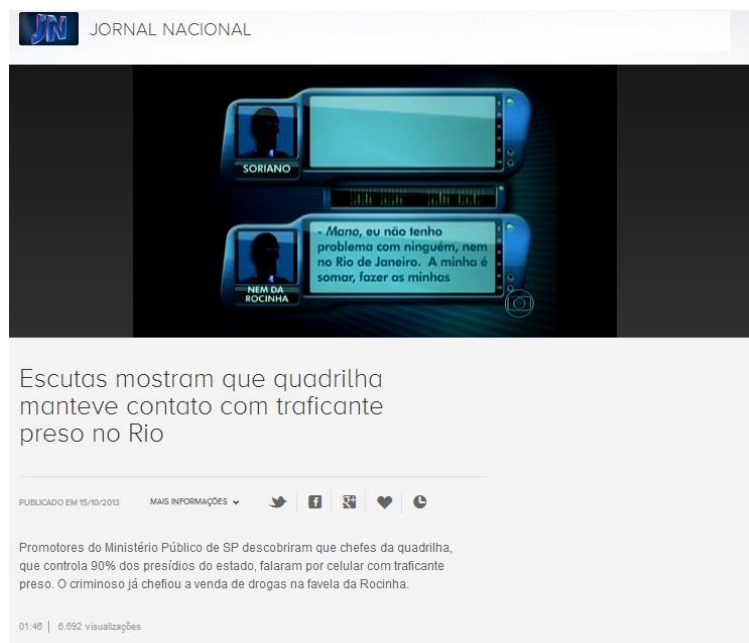 JN
JORNAL NACIONAL
SORIANO
- Mano, eu não tenho
problema com ninguém, nem
no Rio de Janeiro. A minha é
somar, fazer as minhas
NEM DA
ROCINHA
Escutas mostram que quadrilha
manteve contato com traficante
preso no Rio
PUBLICADO EM 15/10/2013 MAIS INFORMAÇÕES
Promotores do Ministério Público de SP descobriram que chefes da quadrilha,
que controla 90% dos presídios do estado, falaram por celular com traficante
preso. O criminoso já chefiou a venda de drogas na favela da Rocinha.
01:46 | 6.692 visualizações